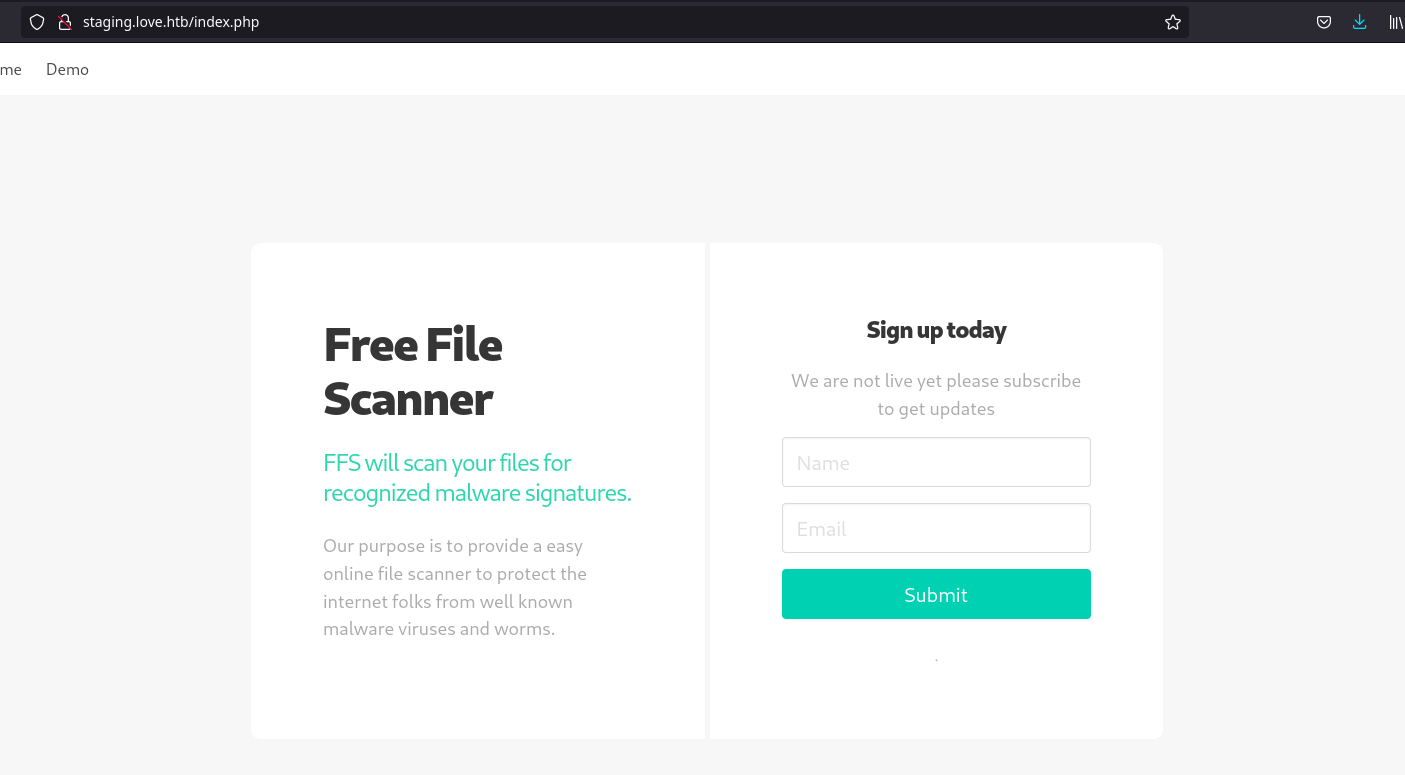 staging.love.htb/index.php
me Demo
Free File
Scanner
FFS will scan your files for
recognized malware signatures.
Our purpose is to provide a easy
online file scanner to protect the
internet folks from well known
malware viruses and worms.
Sign up today
We are not live yet please subscribe
to get updates
Name
Email
Submit
.